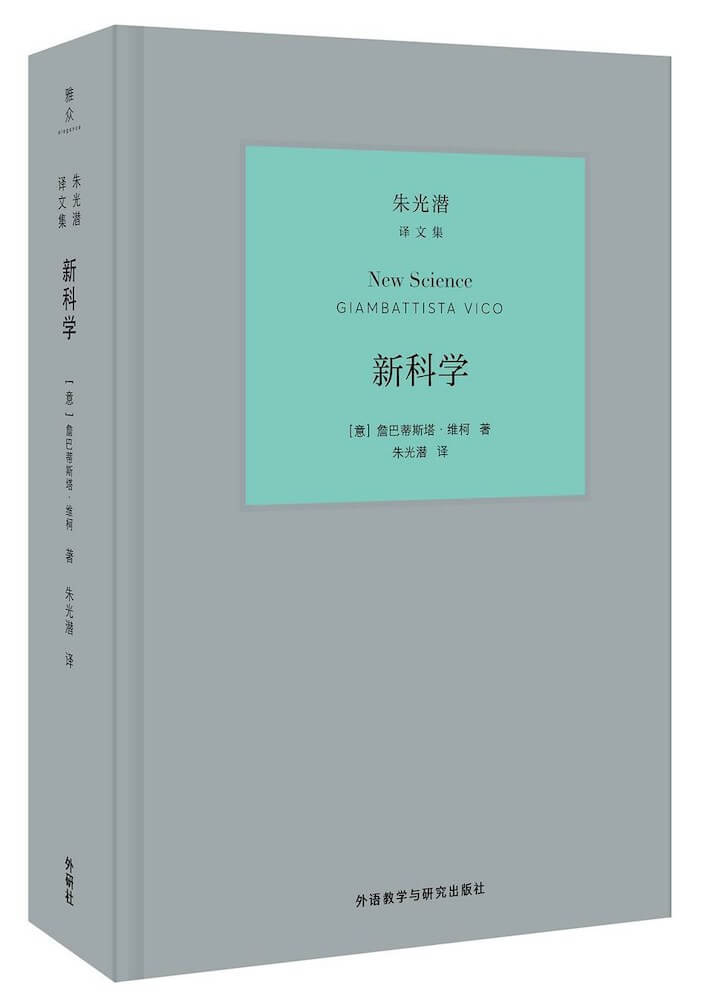 雅众
elegance
朱光潜
译文集
新科学
[意] 詹巴蒂斯塔·维柯 著
朱光潜 译
外研社
朱光潜
译文集
New Science
GIAMBATTISTA VICO
新科学
[意] 詹巴蒂斯塔·维柯 著
朱光潜 译
外语教学与研究出版社